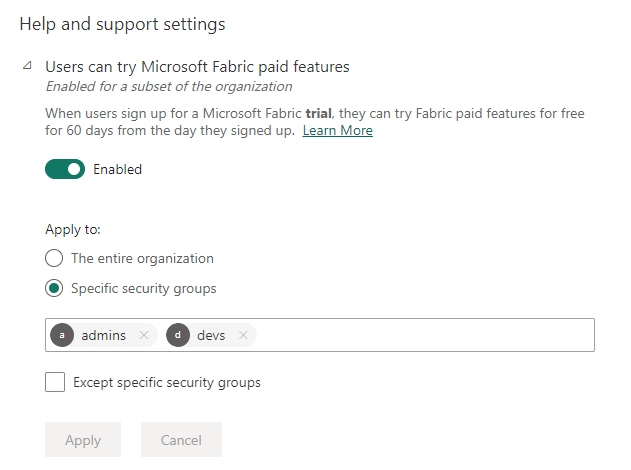 Help and support settings
Users can try Microsoft Fabric paid features
Enabled for a subset of the organization
When users sign up for a Microsoft Fabric trial, they can try Fabric paid features for free
for 60 days from the day they signed up. Learn More
Enabled
Apply to:
The entire organization
Specific security groups
a admins d devs
Except specific security groups
Apply Cancel